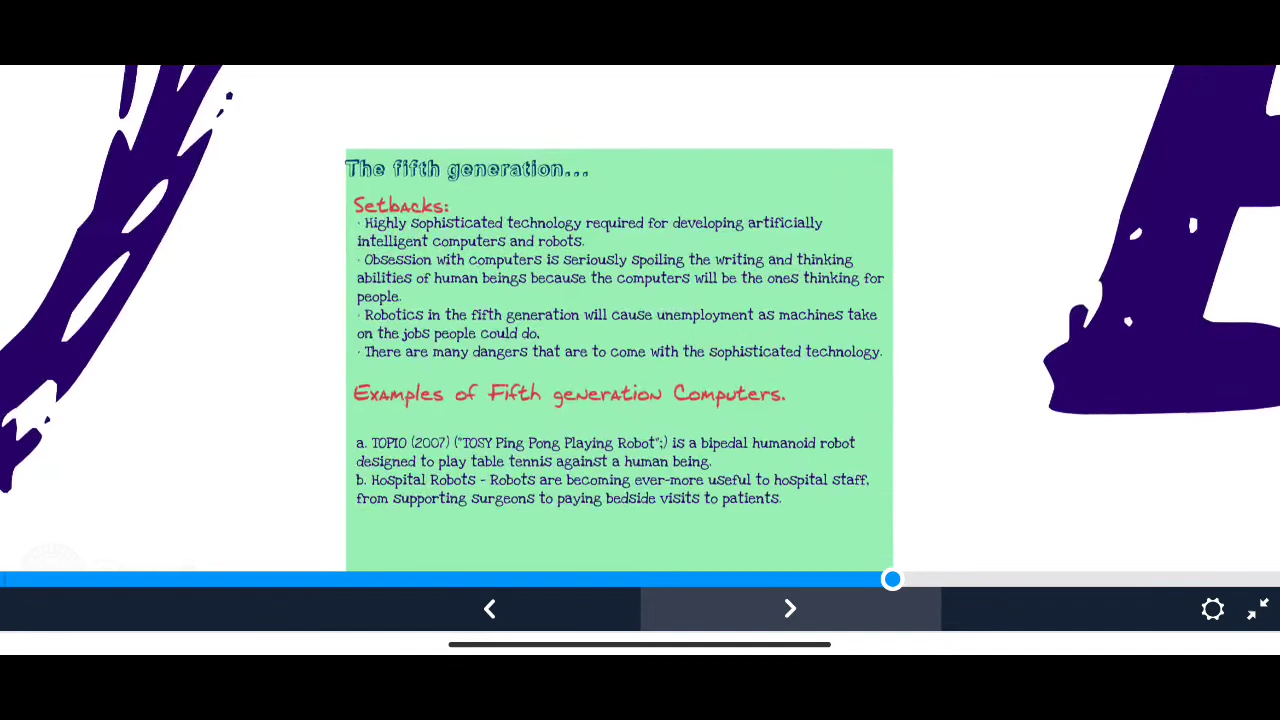 The fifth generation...
Setbacks:
· Highly sophisticated technology required for developing artificially
intelligent computers and robots.
· Obsession with computers is seriously spoiling the writing and thinking
abilities of human beings because the computers will be the ones thinking for
people.
· Robotics in the fifth generation will cause unemployment as machines take
on the jobs people could do.
· There are many dangers that are to come with the sophisticated technology.
Examples of Fifth generation Computers.
a. TOPIO (2007) ("TOSY Ping Pong Playing Robot";) is a bipedal humanoid robot
designed to play table tennis against a human being.
b. Hospital Robots - Robots are becoming ever-more useful to hospital staff,
from supporting surgeons to paying bedside visits to patients.